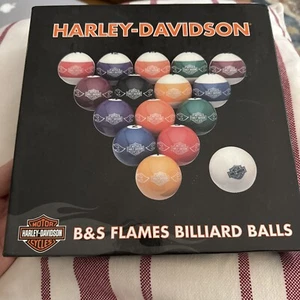 HARLEY-DAVIDSON
MOTOR
HARLEY-DAVIDSON
CYCLES
B&S FLAMES BILLIARD BALLS